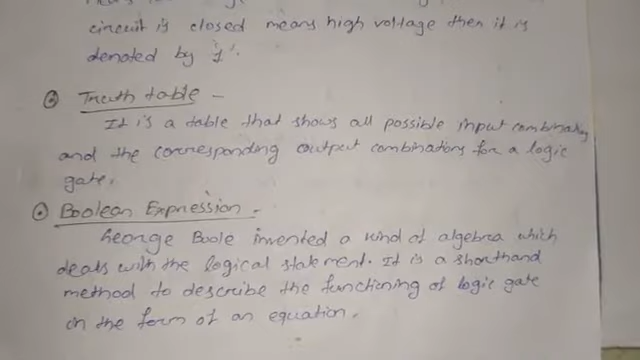 circuit is closed means high voltage then it is
denoted by '1'.
Truth table -
It is a table that shows all possible input combination
and the corresponding output combinations for a logic
gate.
Boolean Expression -
George Boole invented a kind of algebra which
deals with the logical statement. It is a shorthand
method to describe the functioning of logic gate
in the form of an equation.